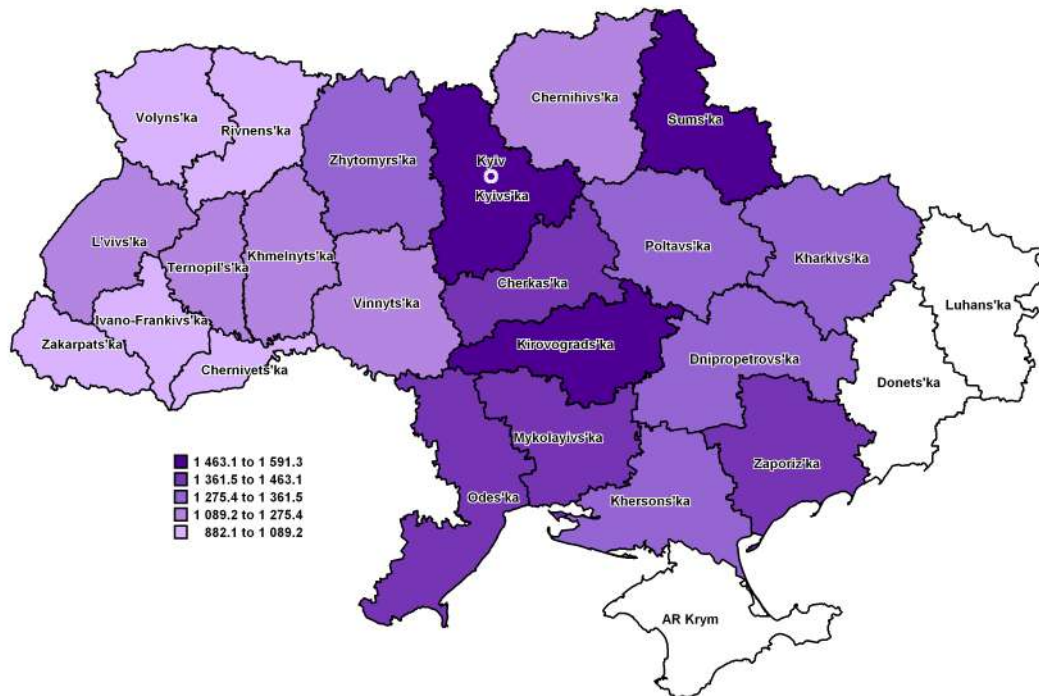 Chernihivs'ka
Sums'ka
Volyns'ka
Rivnens'ka
Zhytomyrs'ka
Kyiv
Kyivs'ka
L'vivs'ka
Ternopil's'ka
Khmelnyts'ka
Vinnyts'ka
Cherkas'ka
Poltavs'ka
Kharkivs'ka
Luhans'ka
Ivano-Frankivs'ka
Zakarpats'ka
Chernivets'ka
Kirovograds'ka
Dnipropetrovs'ka
Donets'ka
Mykolayivs'ka
Zaporiz'ka
Odes'ka
Khersons'ka
AR Krym
1 463.1 to 1 591.3
1 361.5 to 1 463.1
1 275.4 to 1 361.5
1 089.2 to 1 275.4
882.1 to 1 089.2